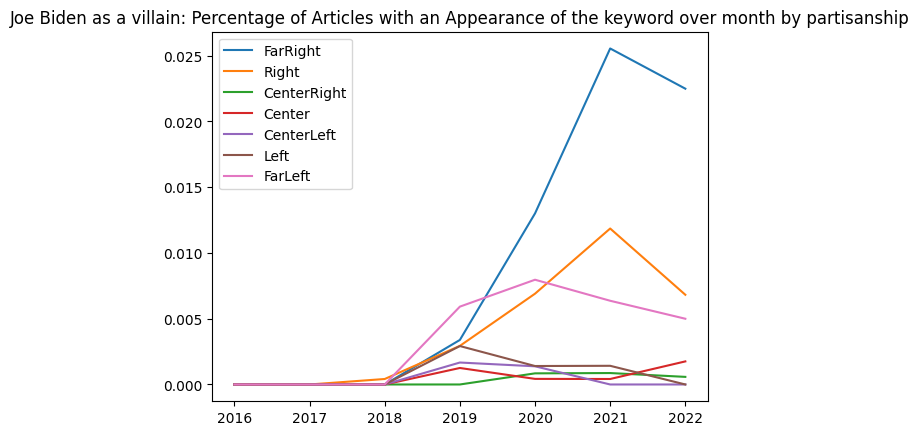 Joe Biden as a villain: Percentage of Articles with an Appearance of the keyword over month by partisanship
FarRight
Right
CenterRight
Center
CenterLeft
Left
FarLeft
0.025
0.020
0.015
0.010
0.005
0.000
2016 2017 2018 2019 2020 2021 2022